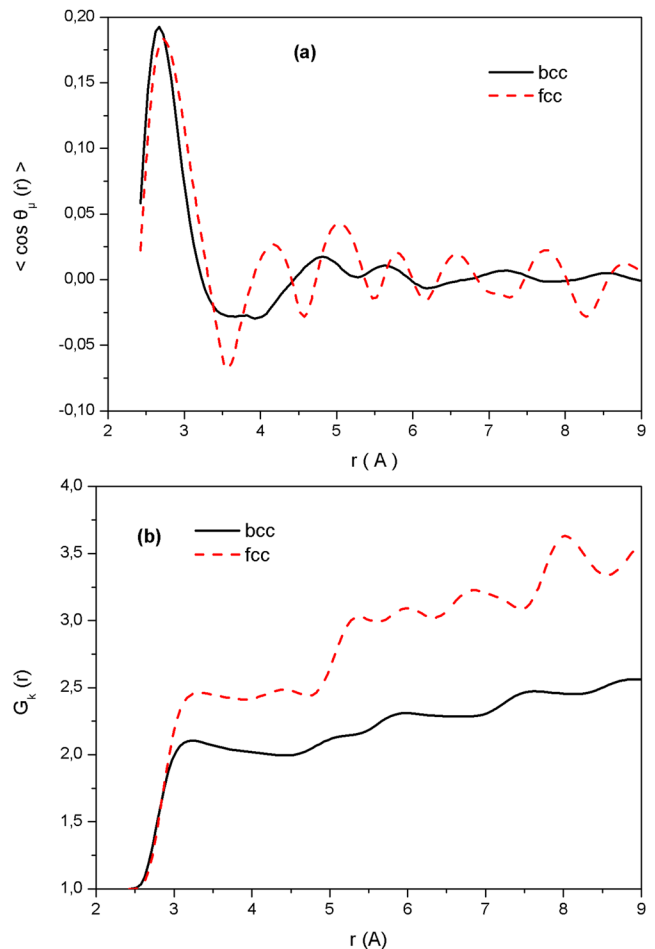 0,20
(a)
bcc
fcc
0,15
0,10
0,05
0,00
-0,05
-0,10
< cos θμ (r) >
2 3 4 5 6 7 8 9
r ( A )
4,0
(b)
bcc
fcc
3,5
3,0
2,5
2,0
1,5
1,0
Gk (r)
2 3 4 5 6 7 8 9
r (A)